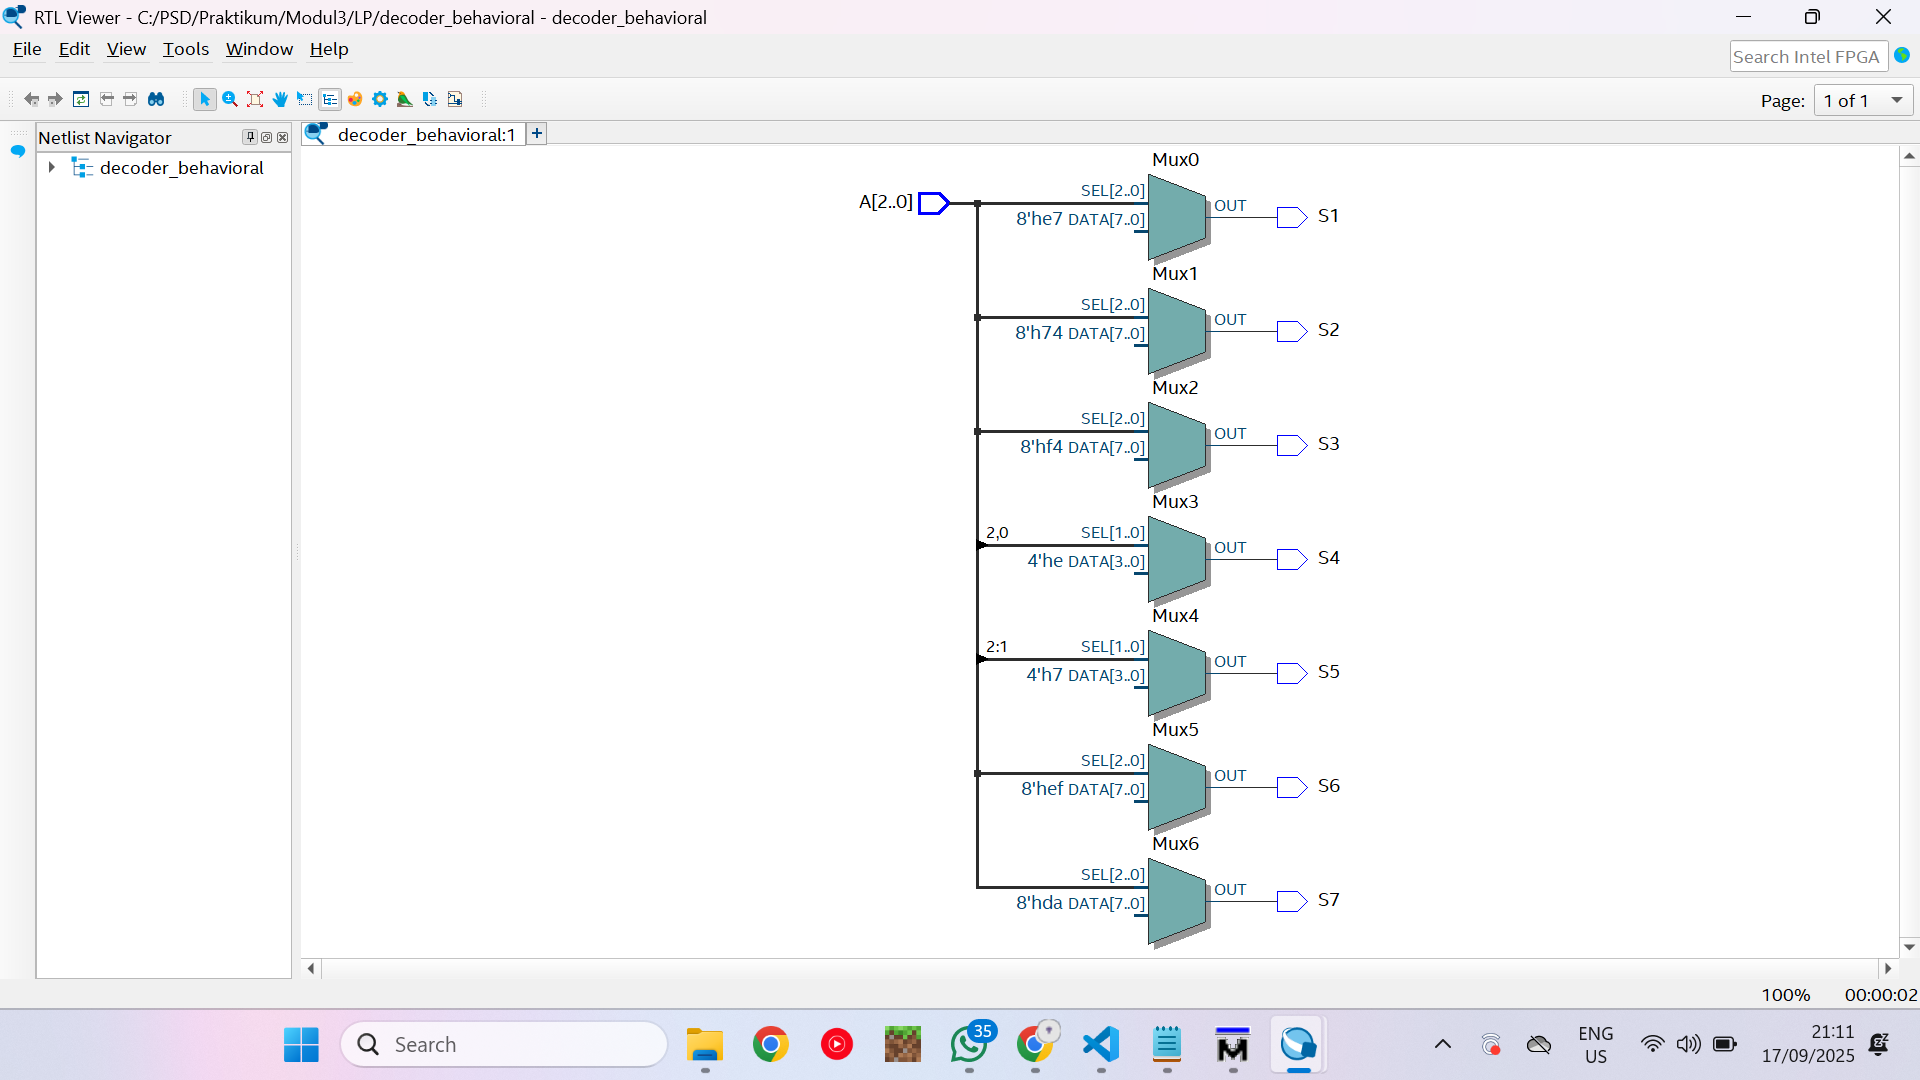 RTL Viewer - C:/PSD/Praktikum/Modul3/LP/decoder_behavioral - decoder_behavioral
File Edit View Tools Window Help
Search Intel FPGA
Page: 1 of 1
Netlist Navigator
decoder_behavioral:1
decoder_behavioral
Mux0
A[2..0]
SEL[2..0]
8'he7 DATA[7..0]
OUT
S1
Mux1
SEL[2..0]
8'h74 DATA[7..0]
OUT
S2
Mux2
SEL[2..0]
8'hf4 DATA[7..0]
OUT
S3
Mux3
2,0
SEL[1..0]
4'he DATA[3..0]
OUT
S4
Mux4
2:1
SEL[1..0]
4'h7 DATA[3..0]
OUT
S5
Mux5
SEL[2..0]
8'hef DATA[7..0]
OUT
S6
Mux6
SEL[2..0]
8'hda DATA[7..0]
OUT
S7
100% 00:00:02
Search
35
ENG
US
21:11
17/09/2025